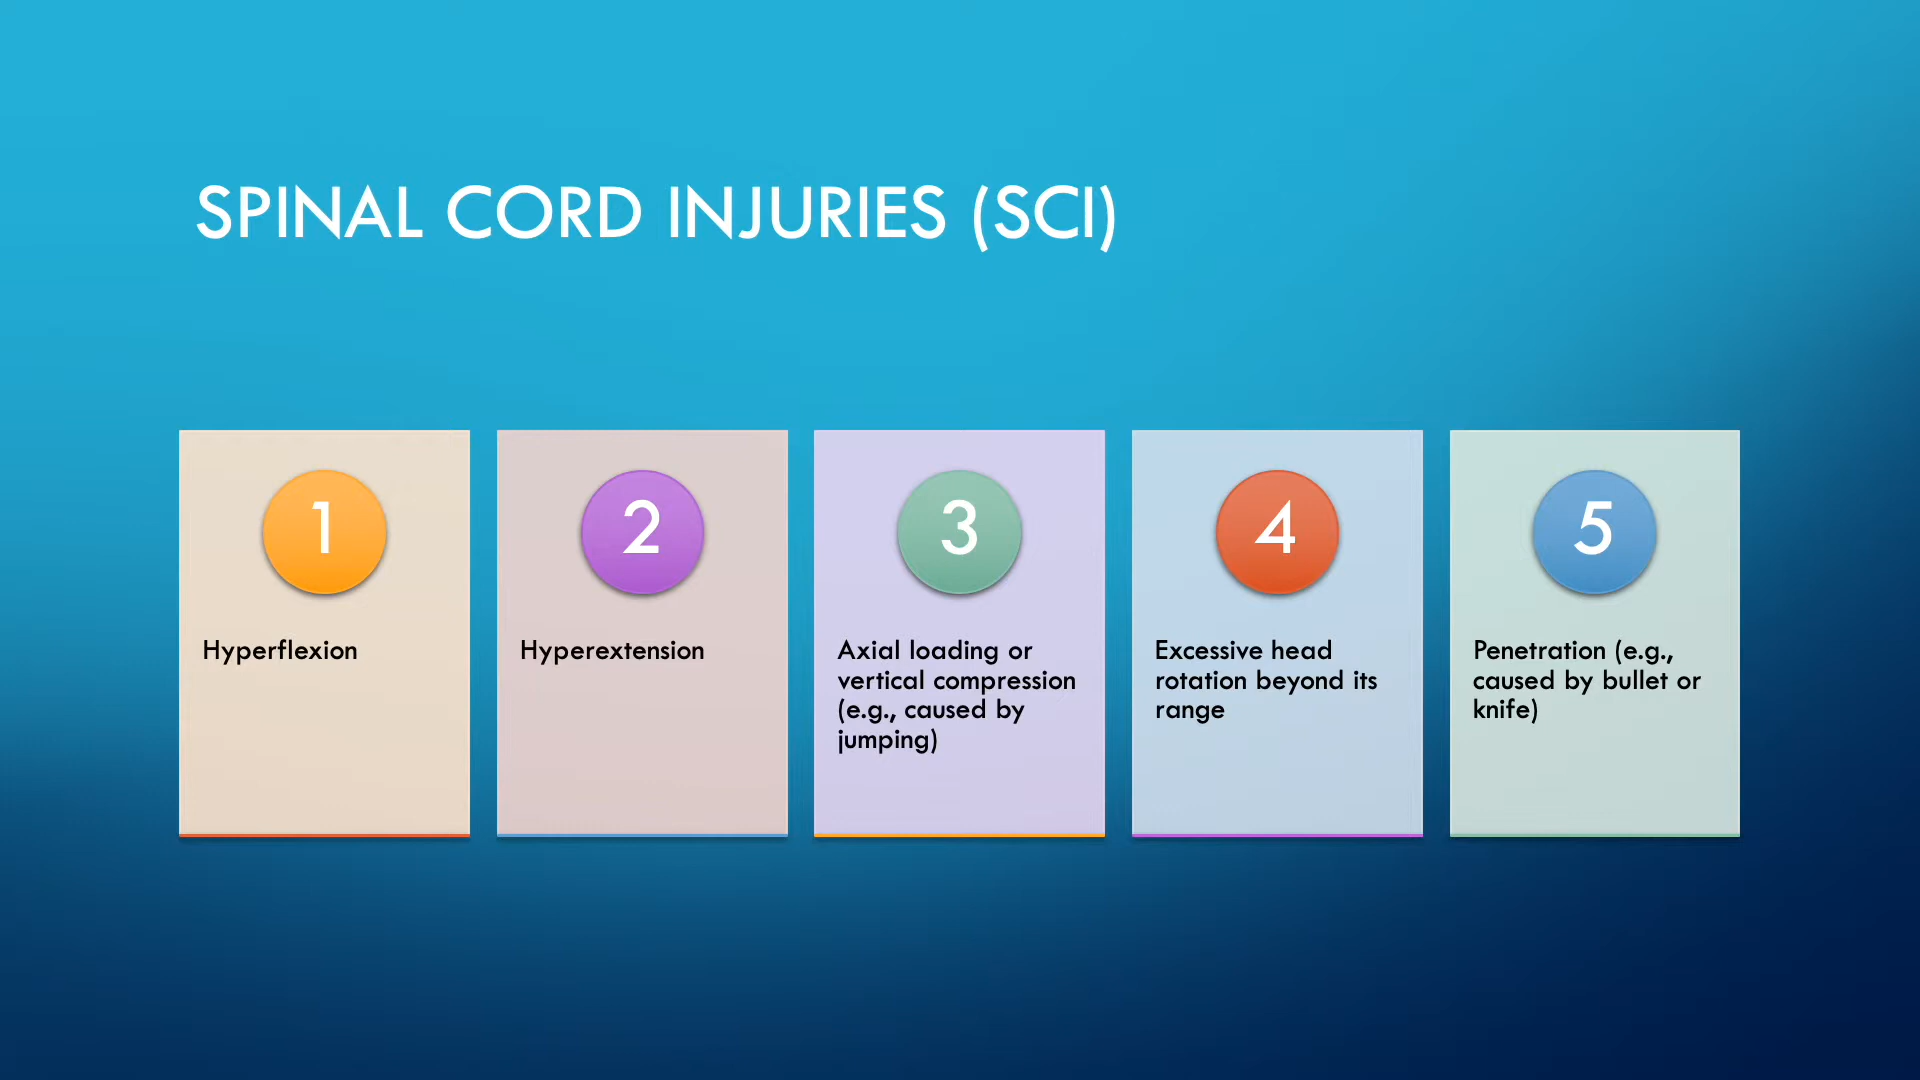 SPINAL CORD INJURIES (SCI)
1
Hyperflexion
2
Hyperextension
3
Axial loading or
vertical compression
(e.g., caused by
jumping)
4
Excessive head
rotation beyond its
range
5
Penetration (e.g.,
caused by bullet or
knife)